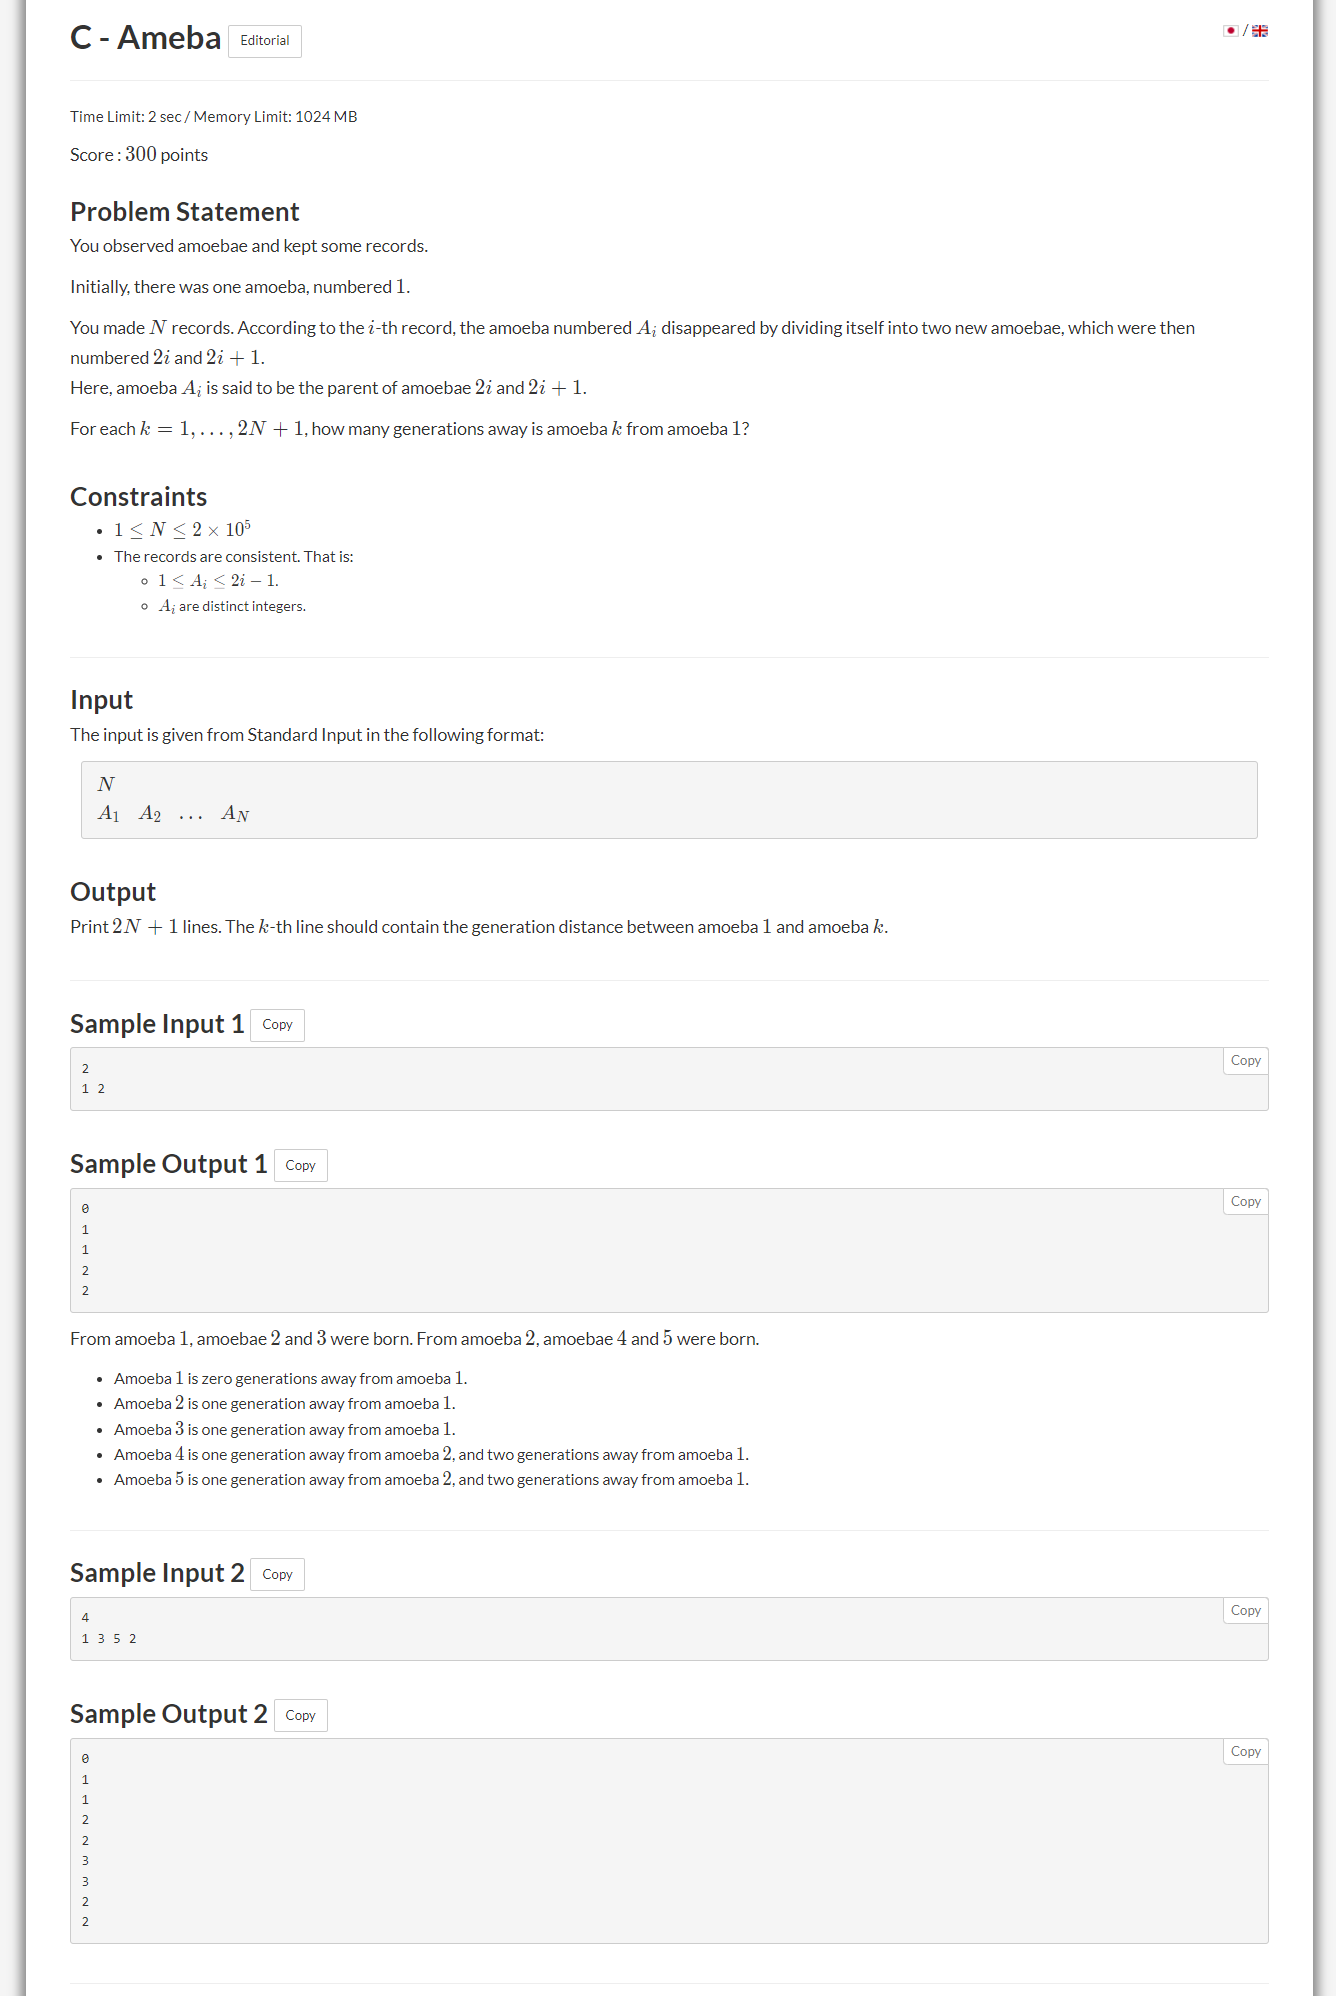 C - Ameba Editorial
/
Time Limit: 2 sec / Memory Limit: 1024 MB
Score : 300 points
Problem Statement
You observed amoebae and kept some records.
Initially, there was one amoeba, numbered 1.
You made N records. According to the i-th record, the amoeba numbered A_i disappeared by dividing itself into two new amoebae, which were then
numbered 2i and 2i + 1.
Here, amoeba A_i is said to be the parent of amoebae 2i and 2i + 1.
For each k = 1, . . . , 2N + 1, how many generations away is amoeba k from amoeba 1?
Constraints
• 1 ≤ N ≤ 2 × 10^5
• The records are consistent. That is:
◦ 1 ≤ A_i ≤ 2i − 1.
◦ A_i are distinct integers.
Input
The input is given from Standard Input in the following format:
N
A_1 A_2 . . . A_N
Output
Print 2N + 1 lines. The k-th line should contain the generation distance between amoeba 1 and amoeba k.
Sample Input 1 Copy
Copy
2
1 2
Sample Output 1 Copy
Copy
0
1
1
2
2
From amoeba 1, amoebae 2 and 3 were born. From amoeba 2, amoebae 4 and 5 were born.
• Amoeba 1 is zero generations away from amoeba 1.
• Amoeba 2 is one generation away from amoeba 1.
• Amoeba 3 is one generation away from amoeba 1.
• Amoeba 4 is one generation away from amoeba 2, and two generations away from amoeba 1.
• Amoeba 5 is one generation away from amoeba 2, and two generations away from amoeba 1.
Sample Input 2 Copy
Copy
4
1 3 5 2
Sample Output 2 Copy
Copy
0
1
1
2
2
3
3
2
2